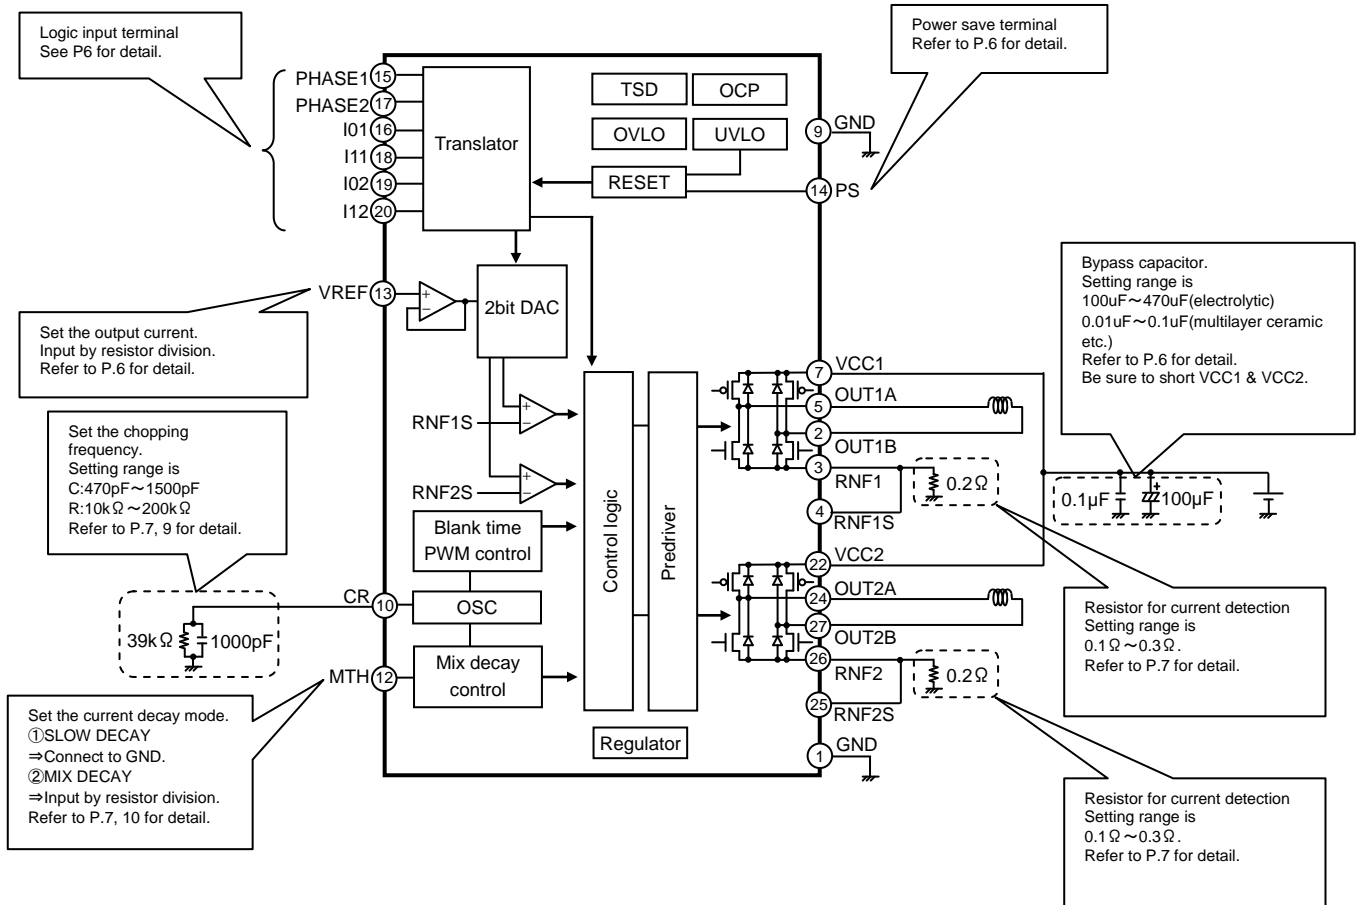 Logic input terminal
See P6 for detail.
Power save terminal
Refer to P.6 for detail.
PHASE1 15
PHASE2 17
I01 16
I11 18
I02 19
I12 20
Translator
TSD
OCP
OVLO
UVLO
RESET
9 GND
14 PS
VREF 13
2bit DAC
Set the output current.
Input by resistor division.
Refer to P.6 for detail.
Bypass capacitor.
Setting range is
100uF～470uF(electrolytic)
0.01uF～0.1uF(multilayer ceramic
etc.)
Refer to P.6 for detail.
Be sure to short VCC1 & VCC2.
+
−
+
−
RNF1S
+
−
RNF2S
Set the chopping
frequency.
Setting range is
C:470pF～1500pF
R:10kΩ～200kΩ
Refer to P.7, 9 for detail.
Blank time
PWM control
OSC
Mix decay
control
Control logic
Predriver
Regulator
7 VCC1
5 OUT1A
2 OUT1B
3 RNF1
4 RNF1S
0.2Ω
0.1µF
+
100µF
22 VCC2
24 OUT2A
27 OUT2B
26 RNF2
25 RNF2S
0.2Ω
1 GND
CR 10
39kΩ
1000pF
MTH 12
Set the current decay mode.
①SLOW DECAY
⇒Connect to GND.
②MIX DECAY
⇒Input by resistor division.
Refer to P.7, 10 for detail.
Resistor for current detection
Setting range is
0.1Ω～0.3Ω.
Refer to P.7 for detail.
Resistor for current detection
Setting range is
0.1Ω～0.3Ω.
Refer to P.7 for detail.